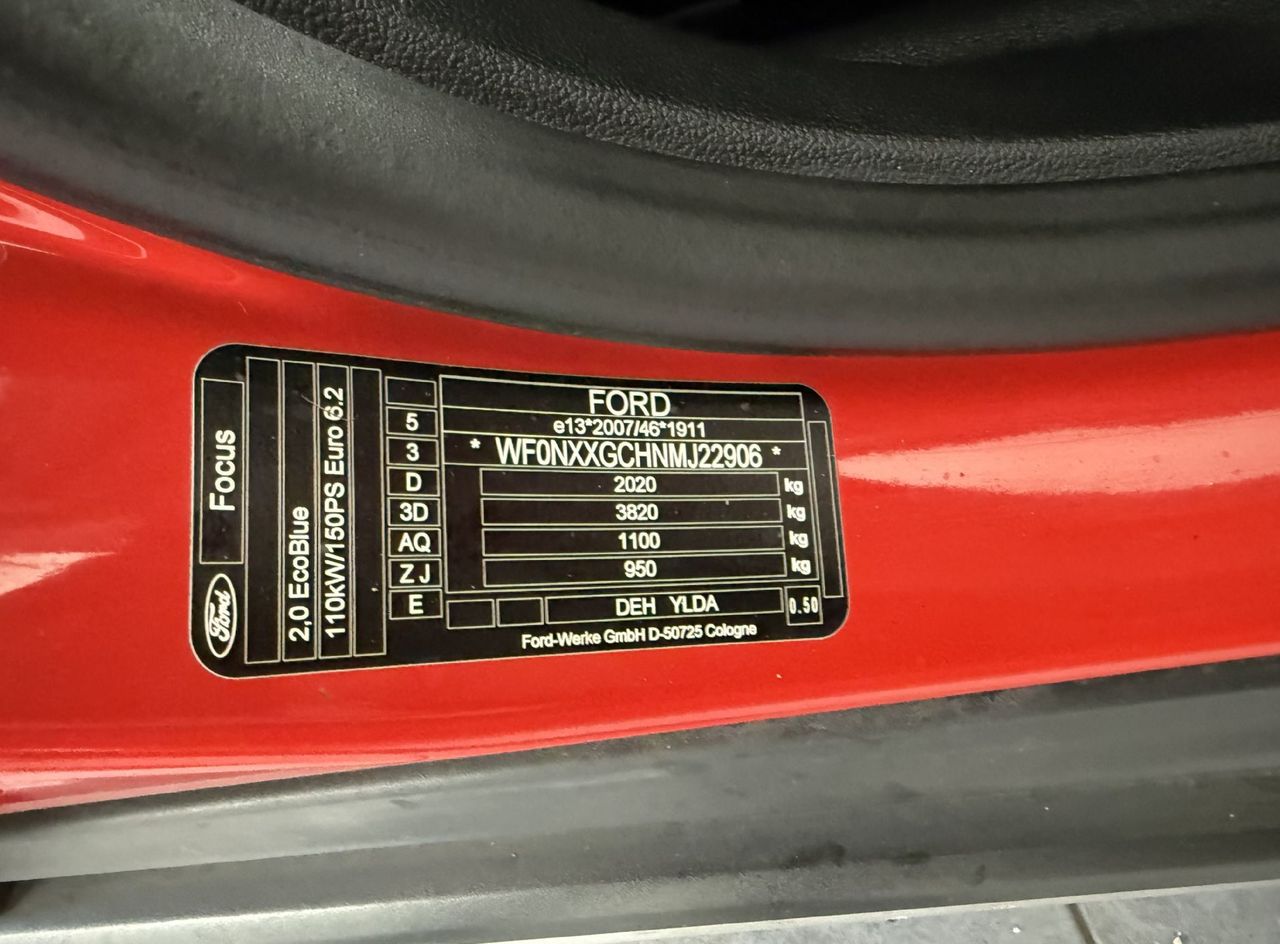 Focus
Ford
2,0 EcoBlue
110kW/150PS Euro 6.2
5
3
D
3D
AQ
Z J
E
FORD
e13*2007/46*1911
* WF0NXXGCHNMJ22906 *
2020 kg
3820 kg
1100 kg
950 kg
DEH YLDA 0.50
Ford-Werke GmbH D-50725 Cologne